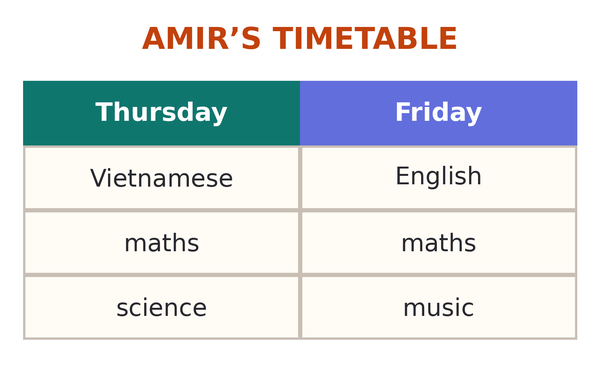 AMIR’S TIMETABLE
Thursday Friday
Vietnamese English
maths maths
science music